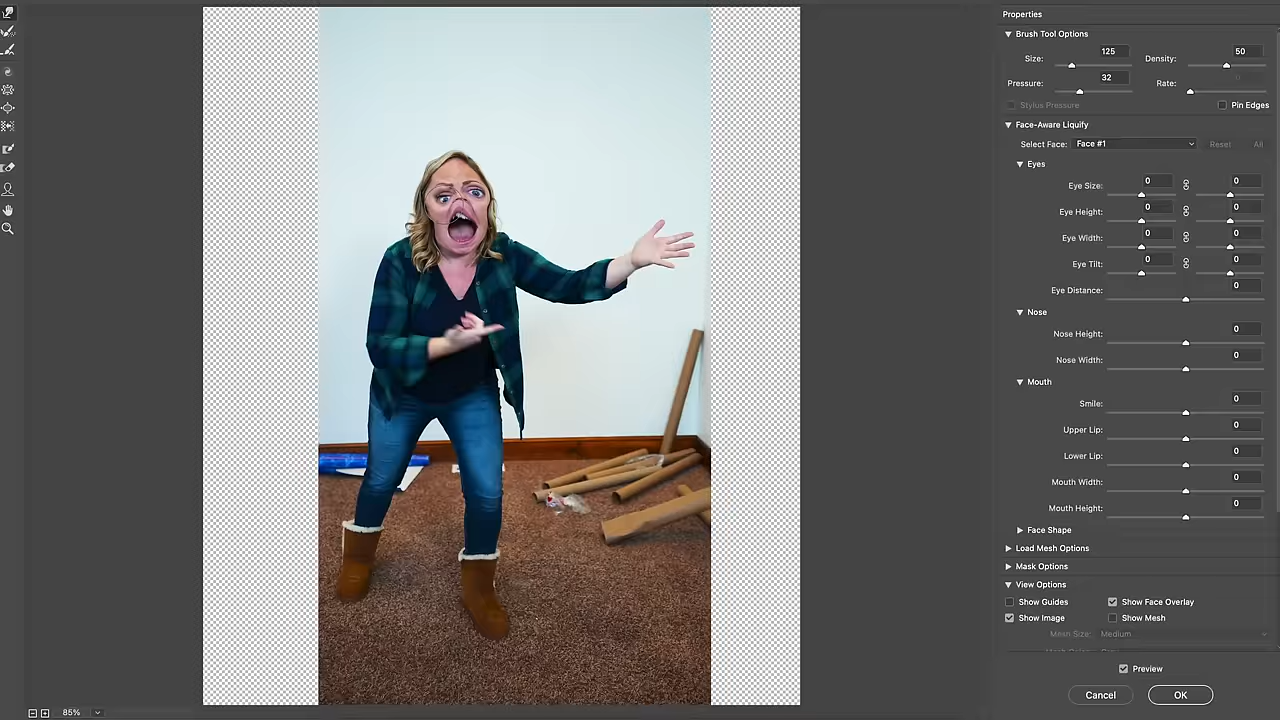 Properties
Brush Tool Options
Size: 125 Density: 50
Pressure: 32 Rate: 0
Stylus Pressure Pin Edges
Face-Aware Liquify
Select Face: Face #1 Reset All
Eyes
Eye Size: 0 0
Eye Height: 0 0
Eye Width: 0 0
Eye Tilt: 0 0
Eye Distance: 0
Nose
Nose Height: 0
Nose Width: 0
Mouth
Smile: 0
Upper Lip: 0
Lower Lip: 0
Mouth Width: 0
Mouth Height: 0
Face Shape
Load Mesh Options
Mask Options
View Options
Show Guides Show Face Overlay
Show Image Show Mesh
Mesh Size: Medium
Preview
Cancel OK
85%